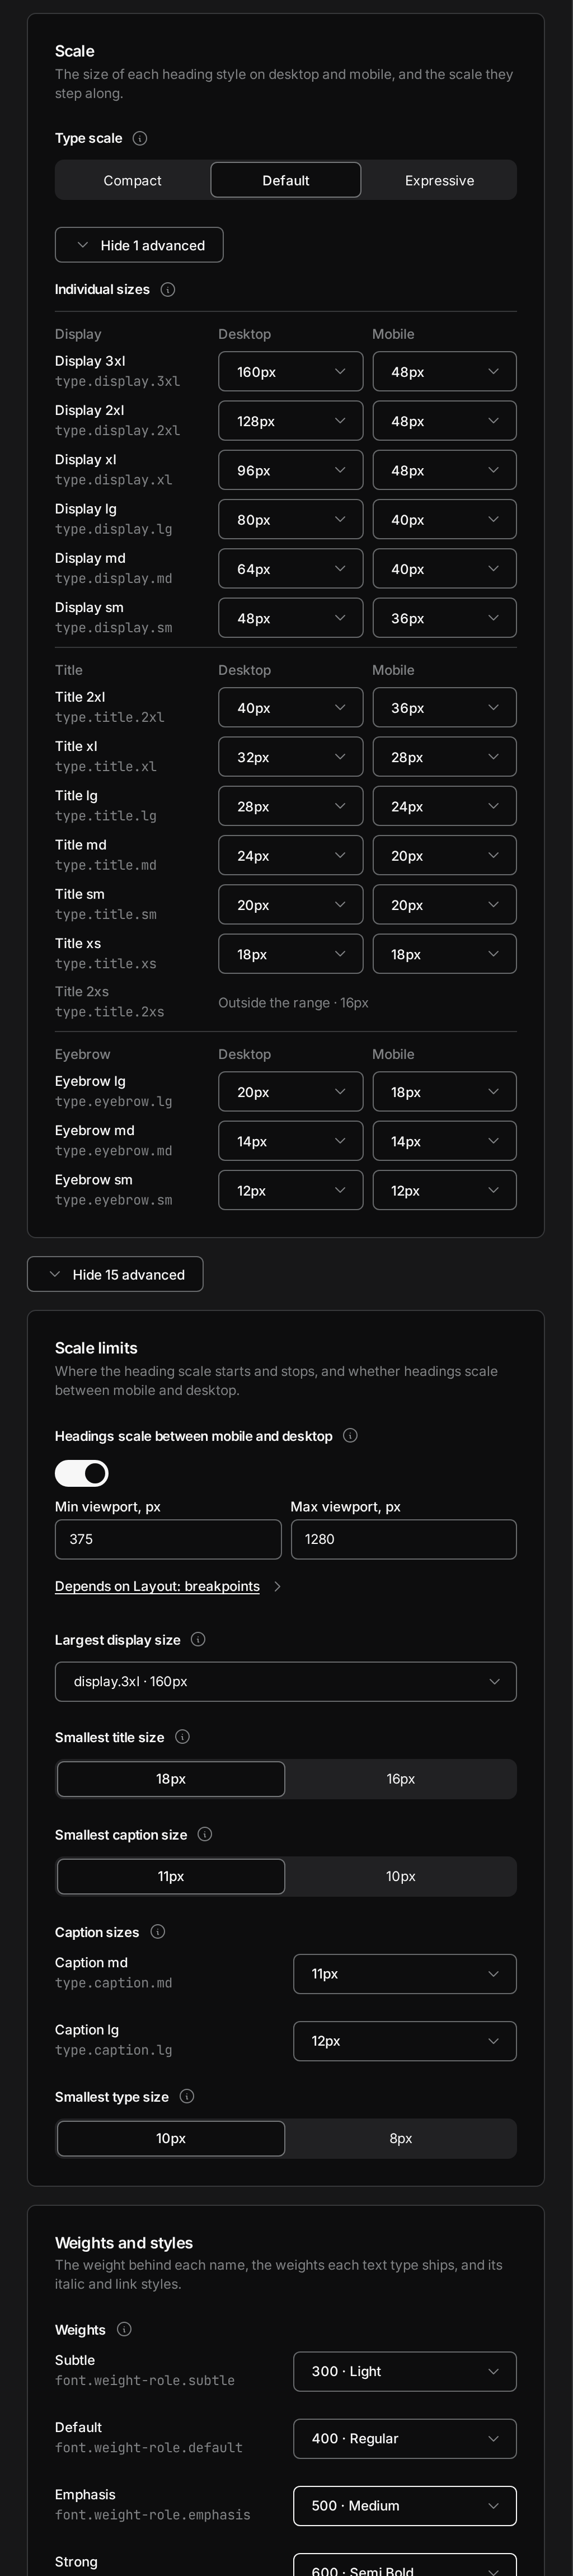 Scale
The size of each heading style on desktop and mobile, and the scale they
step along.
Type scale
Compact Default Expressive
Hide 1 advanced
Individual sizes
Display Desktop Mobile
Display 3xl
type.display.3xl
160px 48px
Display 2xl
type.display.2xl
128px 48px
Display xl
type.display.xl
96px 48px
Display lg
type.display.lg
80px 40px
Display md
type.display.md
64px 40px
Display sm
type.display.sm
48px 36px
Title Desktop Mobile
Title 2xl
type.title.2xl
40px 36px
Title xl
type.title.xl
32px 28px
Title lg
type.title.lg
28px 24px
Title md
type.title.md
24px 20px
Title sm
type.title.sm
20px 20px
Title xs
type.title.xs
18px 18px
Title 2xs
type.title.2xs
Outside the range · 16px
Eyebrow Desktop Mobile
Eyebrow lg
type.eyebrow.lg
20px 18px
Eyebrow md
type.eyebrow.md
14px 14px
Eyebrow sm
type.eyebrow.sm
12px 12px
Hide 15 advanced
Scale limits
Where the heading scale starts and stops, and whether headings scale
between mobile and desktop.
Headings scale between mobile and desktop
Min viewport, px Max viewport, px
375 1280
Depends on Layout: breakpoints
Largest display size
display.3xl · 160px
Smallest title size
18px 16px
Smallest caption size
11px 10px
Caption sizes
Caption md
type.caption.md
11px
Caption lg
type.caption.lg
12px
Smallest type size
10px 8px
Weights and styles
The weight behind each name, the weights each text type ships, and its
italic and link styles.
Weights
Subtle
font.weight-role.subtle
300 · Light
Default
font.weight-role.default
400 · Regular
Emphasis
font.weight-role.emphasis
500 · Medium
Strong
600 · Semi Bold